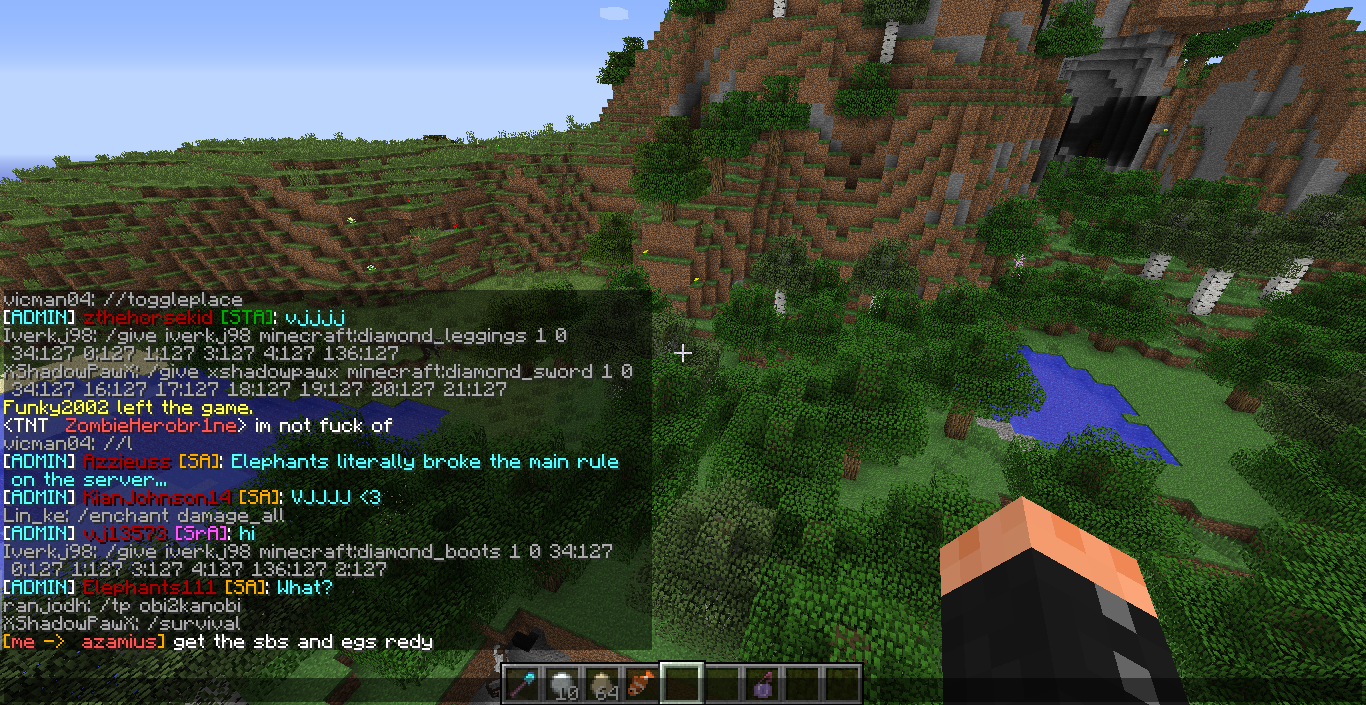 vicman04: //toggleplace
[ADMIN] zthehorsekid [STA]: vjjjj
Iverkj98: /give iverkj98 minecraft:diamond_leggings 1 0
34:127 0:127 1:127 3:127 4:127 136:127
XShadowPawX: /give xshadowpawx minecraft:diamond_sword 1 0
34:127 16:127 17:127 18:127 19:127 20:127 21:127
Funky2002 left the game.
<TNT ZombieHerobr1ne> im not fuck of
vicman04: //l
[ADMIN] Azzieuss [SA]: Elephants literally broke the main rule
on the server...
[ADMIN] KianJohnson14 [SA]: VJJJJ <3
Lin_ke: /enchant damage_all
[ADMIN] vj13573 [SrA]: hi
Iverkj98: /give iverkj98 minecraft:diamond_boots 1 0 34:127
0:127 1:127 3:127 4:127 136:127 2:127
[ADMIN] Elephants111 [SA]: What?
ranjodh: /tp obi2kanobi
XShadowPawX: /survival
[me -> azamius] get the sbs and egs redy
10 64